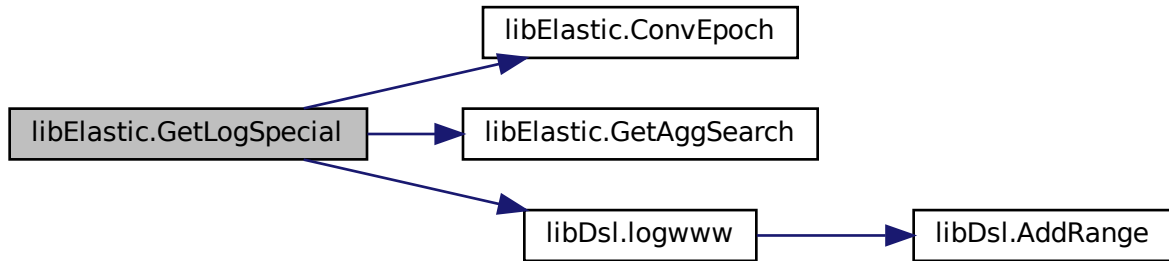 libElastic.ConvEpoch
libElastic.GetLogSpecial
libElastic.GetAggSearch
libDsl.logwww
libDsl.AddRange